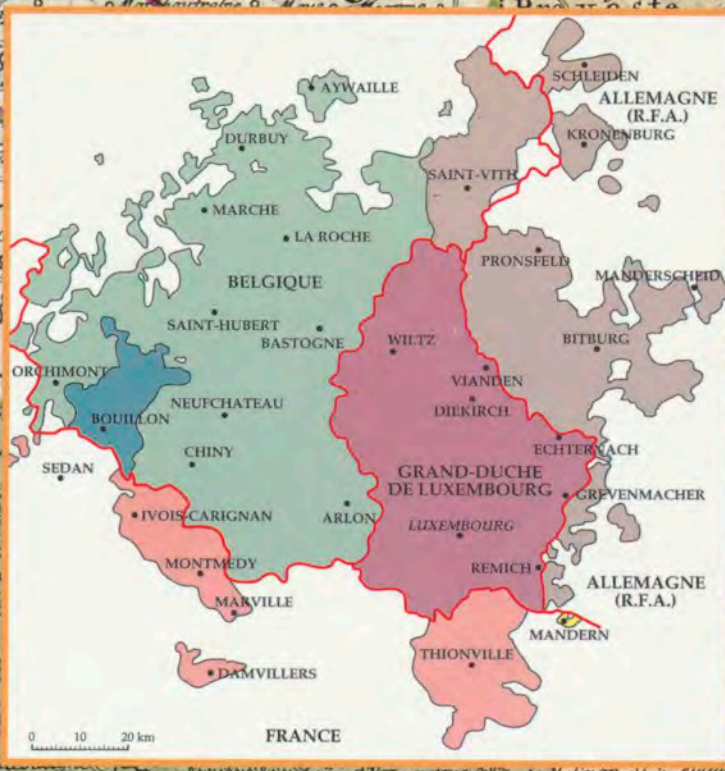 SCHLEIDEN
AYWAILLE
ALLEMAGNE
(R.F.A.)
DURBUY
KRONENBURG
SAINT-VITH
MARCHE
LA ROCHE
PRONSFELD
MANDERSCHEID
BELGIQUE
SAINT-HUBERT
BASTOGNE
WILTZ
BITBURG
ORCHIMONT
VIANDEN
NEUFCHATEAU
DIEKIRCH
BOUILLON
ECHTERNACH
CHINY
SEDAN
GRAND-DUCHE
DE LUXEMBOURG
GREVENMACHER
IVOIS-CARIGNAN
ARLON
LUXEMBOURG
MONTMEDY
REMICH
ALLEMAGNE
(R.F.A.)
MARVILLE
MANDERN
THIONVILLE
DAMVILLERS
0 10 20 km
FRANCE